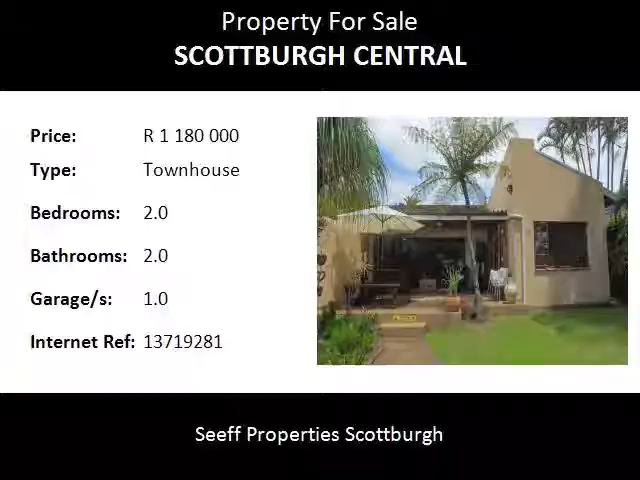 Property For Sale
SCOTTBURGH CENTRAL
Price: R 1 180 000
Type: Townhouse
Bedrooms: 2.0
Bathrooms: 2.0
Garage/s: 1.0
Internet Ref: 13719281
Seeff Properties Scottburgh